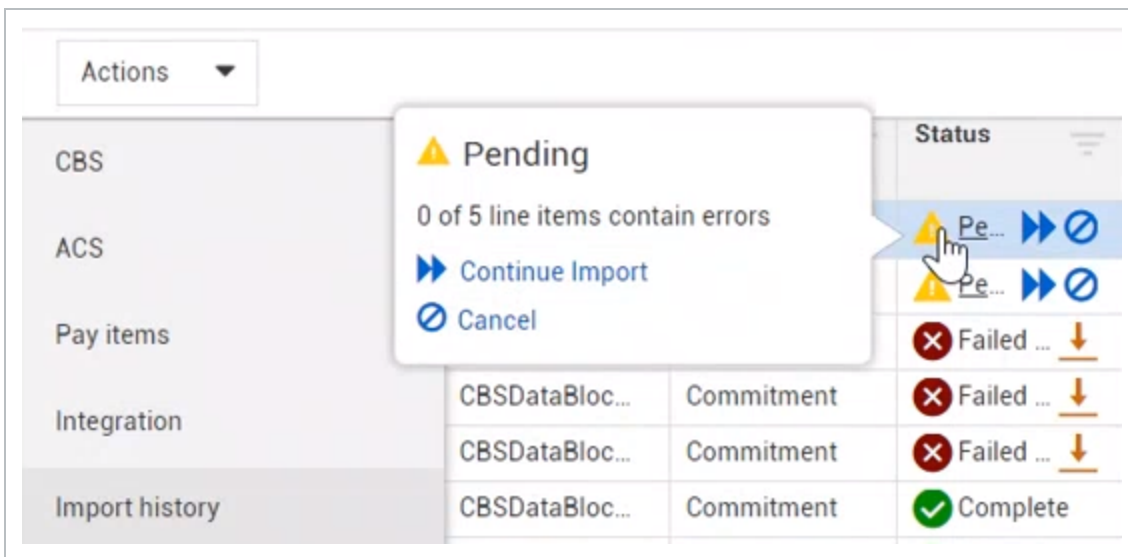 Actions
CBS
ACS
Pay items
Integration
Import history
Pending
0 of 5 line items contain errors
Continue Import
Cancel
Status
Pe...
Pe...
Failed ...
CBSDataBloc... Commitment Failed ...
CBSDataBloc... Commitment Failed ...
CBSDataBloc... Commitment Complete